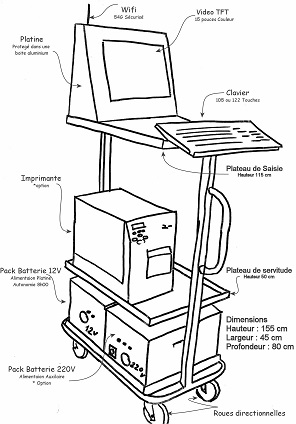 Wifi
54G Sécurisé
Video TFT
15 pouces Couleur
Platine
Protégé dans une
boite aluminium
Clavier
105 ou 122 Touches
Plateau de Saisie
Hauteur 115 cm
Imprimante
*option
Pack Batterie 12V
Alimentation Platine
Autonomie 8h00
Plateau de servitude
Hauteur 50 cm
Dimensions
Hauteur : 155 cm
Largeur : 45 cm
Profondeur : 80 cm
12V
220V
Pack Batterie 220V
Alimentation Auxiliaire
* Option
Roues directionnelles